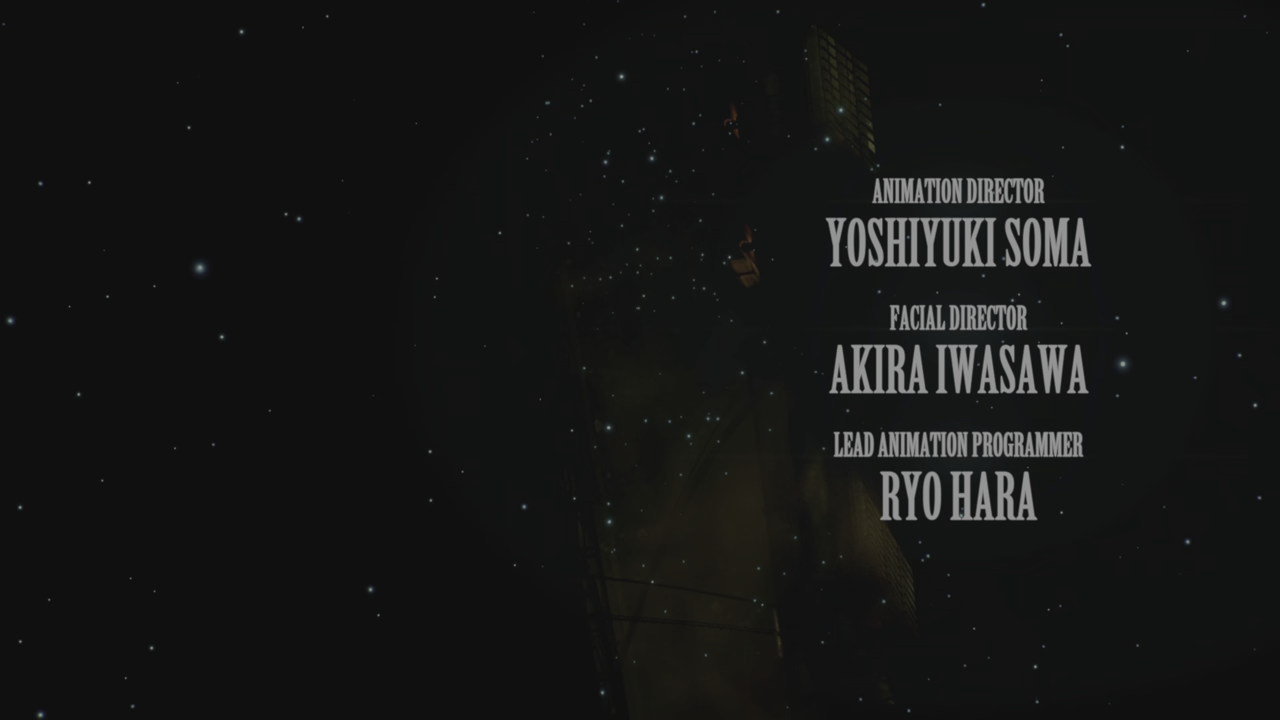 ANIMATION DIRECTOR
YOSHIYUKI SOMA
FACIAL DIRECTOR
AKIRA IWASAWA
LEAD ANIMATION PROGRAMMER
RYO HARA